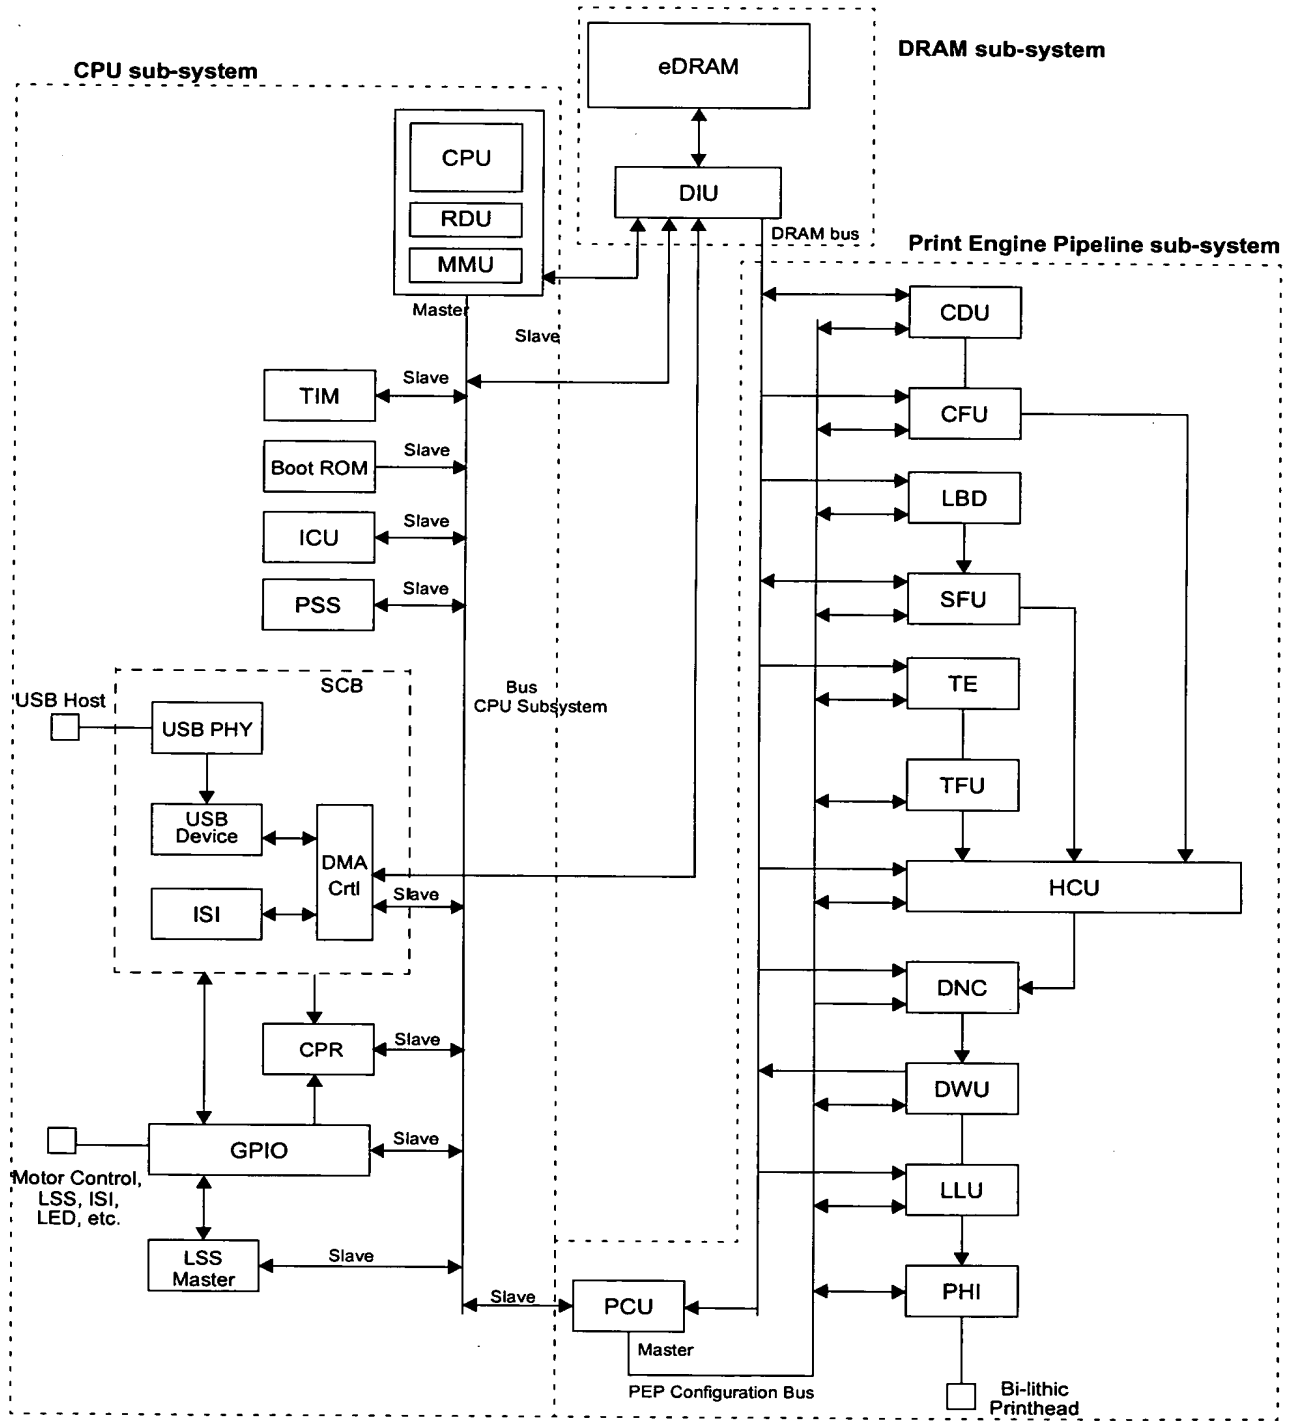 CPU sub-system
DRAM sub-system
eDRAM
DIU
DRAM bus
CPU
RDU
MMU
Master
Slave
Print Engine Pipeline sub-system
TIM
Slave
Boot ROM
Slave
ICU
Slave
PSS
Slave
Bus
CPU Subsystem
SCB
USB Host
USB PHY
USB
Device
ISI
DMA
Crtl
Slave
CPR
Slave
GPIO
Slave
Motor Control,
LSS, ISI,
LED, etc.
LSS
Master
Slave
Slave
PCU
Master
PEP Configuration Bus
CDU
CFU
LBD
SFU
TE
TFU
HCU
DNC
DWU
LLU
PHI
Bi-lithic
Printhead